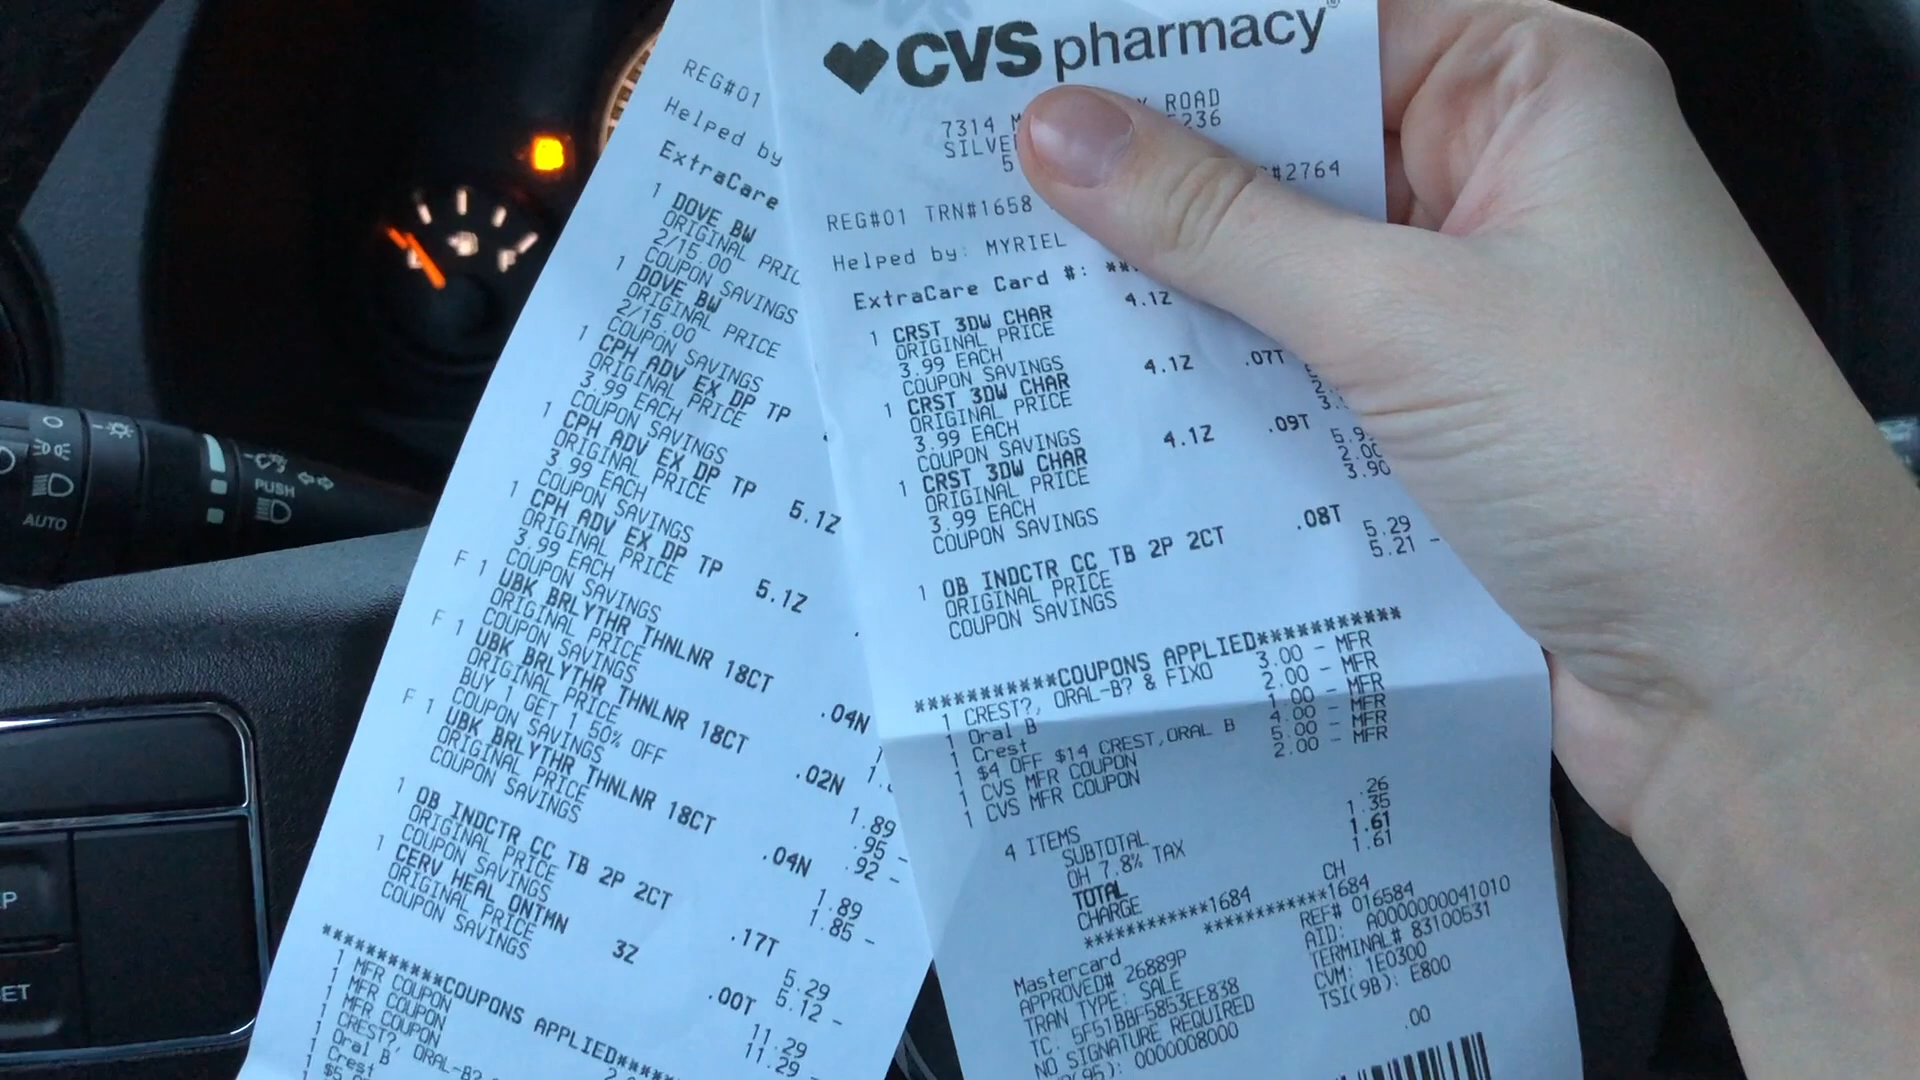 CVS pharmacy
7314 ROAD
236
5
#2764
REG#01 TRN#1658
Helped by: MYRIEL
ExtraCare Card #: **
1 CRST 3DW CHAR 4.1Z
ORIGINAL PRICE
3.99 EACH
COUPON SAVINGS
1 CRST 3DW CHAR 4.1Z .07T
ORIGINAL PRICE
3.99 EACH
COUPON SAVINGS
1 CRST 3DW CHAR 4.1Z .09T
ORIGINAL PRICE 5.9
3.99 EACH 2.00
COUPON SAVINGS 3.90
1 OB INDCTR CC TB 2P 2CT .08T
ORIGINAL PRICE 5.29
COUPON SAVINGS 5.21 -
**********COUPONS APPLIED***********
1 CREST?, ORAL-B? & FIXO 3.00 - MFR
1 Oral B 2.00 - MFR
1 Crest 1.00 - MFR
1 $4 OFF $14 CREST,ORAL B 4.00 - MFR
1 CVS MFR COUPON 5.00 - MFR
1 CVS MFR COUPON 2.00 - MFR
4 ITEMS
SUBTOTAL .26
OH 7.8% TAX 1.35
TOTAL 1.61
CHARGE 1.61
***********1684 CH
************1684
Mastercard REF# 016584
APPROVED# 26889P AID: A0000000041010
TRAN TYPE: SALE TERMINAL# 83100531
TC: 5F51BBF5853EE838 CVM: 1E0300
NO SIGNATURE REQUIRED TSI(9B): E800
(95): 0000008000
.00
REG#01
Helped by
ExtraCare
1 DOVE BW
ORIGINAL PRIC
2/15.00
COUPON SAVINGS
1 DOVE BW
ORIGINAL PRICE
2/15.00
COUPON SAVINGS
1 CPH ADV EX DP TP
ORIGINAL PRICE
3.99 EACH
COUPON SAVINGS
1 CPH ADV EX DP TP 5.1Z
ORIGINAL PRICE
3.99 EACH
COUPON SAVINGS
1 CPH ADV EX DP TP 5.1Z
ORIGINAL PRICE
3.99 EACH
COUPON SAVINGS
F 1 UBK BRLYTHR THNLNR 18CT .04N
ORIGINAL PRICE
COUPON SAVINGS
F 1 UBK BRLYTHR THNLNR 18CT .02N
ORIGINAL PRICE 1.89
BUY 1 GET 1 50% OFF .95 -
COUPON SAVINGS .92 -
F 1 UBK BRLYTHR THNLNR 18CT .04N
ORIGINAL PRICE 1.89
COUPON SAVINGS 1.85 -
1 OB INDCTR CC TB 2P 2CT .17T
ORIGINAL PRICE 5.29
COUPON SAVINGS 5.12 -
1 CERV HEAL ONTMN 3Z .00T
ORIGINAL PRICE 11.29
COUPON SAVINGS 11.29 -
**********COUPONS APPLIED
1 MFR COUPON
1 MFR COUPON
1 MFR COUPON
1 CREST?, ORAL-B?
1 Oral B
1 Crest
AUTO
PUSH
F